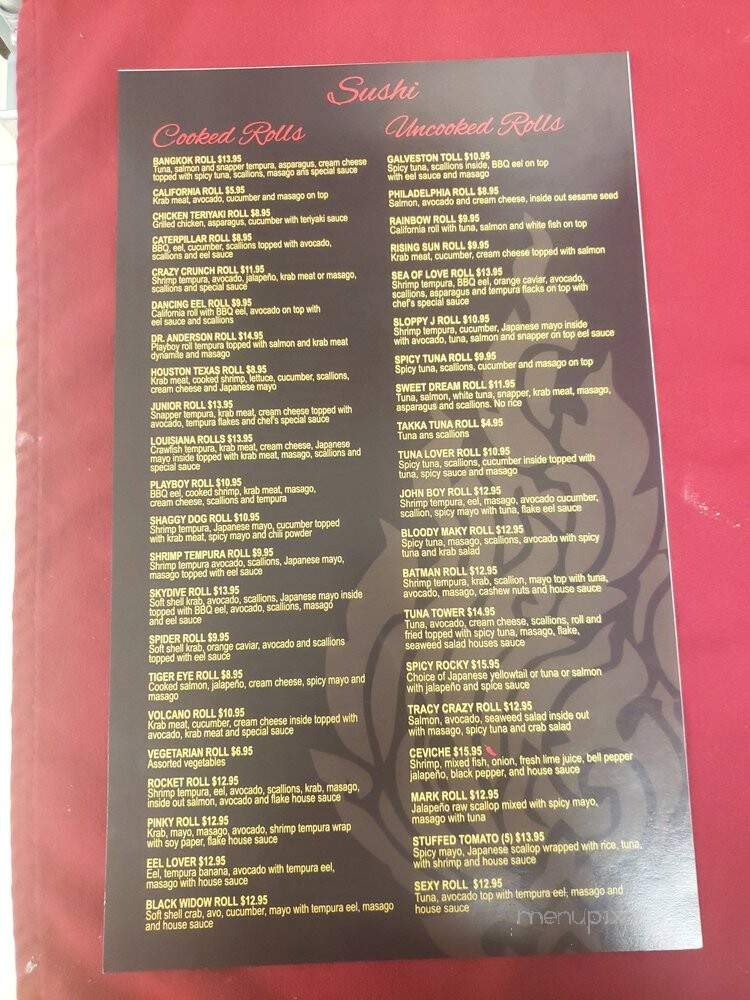 Sushi
Cooked Rolls
BANGKOK ROLL $13.95
Tuna, salmon and snapper tempura, asparagus, cream cheese
topped with spicy tuna, scallions, masago ans special sauce
CALIFORNIA ROLL $5.95
Krab meat, avocado, cucumber and masago on top
CHICKEN TERIYAKI ROLL $8.95
Grilled chicken, asparagus, cucumber with teriyaki sauce
CATERPILLAR ROLL $8.95
BBQ, eel, cucumber, scallions topped with avocado,
scallions and eel sauce
CRAZY CRUNCH ROLL $11.95
Shrimp tempura, avocado, jalapeño, krab meat or masago,
scallions and special sauce
DANCING EEL ROLL $9.95
California roll with BBQ eel, avocado on top with
eel sauce and scallions
DR. ANDERSON ROLL $14.95
Playboy roll tempura topped with salmon and krab meat
dynamite and masago
HOUSTON TEXAS ROLL $8.95
Krab meat, cooked shrimp, lettuce, cucumber, scallions,
cream cheese and Japanese mayo
JUNIOR ROLL $13.95
Snapper tempura, krab meat, cream cheese topped with
avocado, tempura flakes and chef's special sauce
LOUISIANA ROLLS $13.95
Crawfish tempura, krab meat, cream cheese, Japanese
mayo inside topped with krab meat, masago, scallions and
special sauce
PLAYBOY ROLL $10.95
BBQ eel, cooked shrimp, krab meat, masago,
cream cheese, scallions and tempura
SHAGGY DOG ROLL $10.95
Shrimp tempura, Japanese mayo, cucumber topped
with krab meat, spicy mayo and chili powder
SHRIMP TEMPURA ROLL $9.95
Shrimp tempura avocado, scallions, Japanese mayo,
masago topped with eel sauce
SKYDIVE ROLL $13.95
Soft shell krab, avocado, scallions, Japanese mayo inside
topped with BBQ eel, avocado, scallions, masago
and eel sauce
SPIDER ROLL $9.95
Soft shell krab, orange caviar, avocado and scallions
topped with eel sauce
TIGER EYE ROLL $8.95
Cooked salmon, jalapeño, cream cheese, spicy mayo and
masago
VOLCANO ROLL $10.95
Krab meat, cucumber, cream cheese inside topped with
avocado, krab meat and special sauce
VEGETARIAN ROLL $6.95
Assorted vegetables
ROCKET ROLL $12.95
Shrimp tempura, eel, avocado, scallions, krab, masago,
inside out salmon, avocado and flake house sauce
PINKY ROLL $12.95
Krab, mayo, masago, avocado, shrimp tempura wrap
with soy paper, flake house sauce
EEL LOVER $12.95
Eel, tempura banana, avocado with tempura eel,
masago with house sauce
BLACK WIDOW ROLL $12.95
Soft shell crab, avo, cucumber, mayo with tempura eel, masago
and house sauce
Uncooked Rolls
GALVESTON TOLL $10.95
Spicy tuna, scallions inside, BBQ eel on top
with eel sauce and masago
PHILADELPHIA ROLL $8.95
Salmon, avocado and cream cheese, inside out sesame seed
RAINBOW ROLL $9.95
California roll with tuna, salmon and white fish on top
RISING SUN ROLL $9.95
Krab meat, cucumber, cream cheese topped with salmon
SEA OF LOVE ROLL $13.95
Shrimp tempura, BBQ eel, orange caviar, avocado,
scallions, asparagus and tempura flacks on top with
chef's special sauce
SLOPPY J ROLL $10.95
Shrimp tempura, cucumber, Japanese mayo inside
with avocado, tuna, salmon and snapper on top eel sauce
SPICY TUNA ROLL $9.95
Spicy tuna, scallions, cucumber and masago on top
SWEET DREAM ROLL $11.95
Tuna, salmon, white tuna, snapper, krab meat, masago,
asparagus and scallions. No rice
TAKKA TUNA ROLL $4.95
Tuna ans scallions
TUNA LOVER ROLL $10.95
Spicy tuna, scallions, cucumber inside topped with
tuna, spicy sauce and masago
JOHN BOY ROLL $12.95
Shrimp tempura, eel, masago, avocado cucumber,
scallion, spicy mayo with tuna, flake eel sauce
BLOODY MAKY ROLL $12.95
Spicy tuna, masago, scallions, avocado with spicy
tuna and krab salad
BATMAN ROLL $12.95
Shrimp tempura, krab, scallion, mayo top with tuna,
avocado, masago, cashew nuts and house sauce
TUNA TOWER $14.95
Tuna, avocado, cream cheese, scallions, roll and
fried topped with spicy tuna, masago, flake,
seaweed salad houses sauce
SPICY ROCKY $15.95
Choice of Japanese yellowtail or tuna or salmon
with jalapeño and spice sauce
TRACY CRAZY ROLL $12.95
Salmon, avocado, seaweed salad inside out
with masago, spicy tuna and crab salad
CEVICHE $15.95
Shrimp, mixed fish, onion, fresh lime juice, bell pepper
jalapeño, black pepper, and house sauce
MARK ROLL $12.95
Jalapeño raw scallop mixed with spicy mayo,
masago with tuna
STUFFED TOMATO (5) $13.95
Spicy mayo, Japanese scallop wrapped with rice, tuna,
with shrimp and house sauce
SEXY ROLL $12.95
Tuna, avocado top with tempura eel, masago and
house sauce
menupix